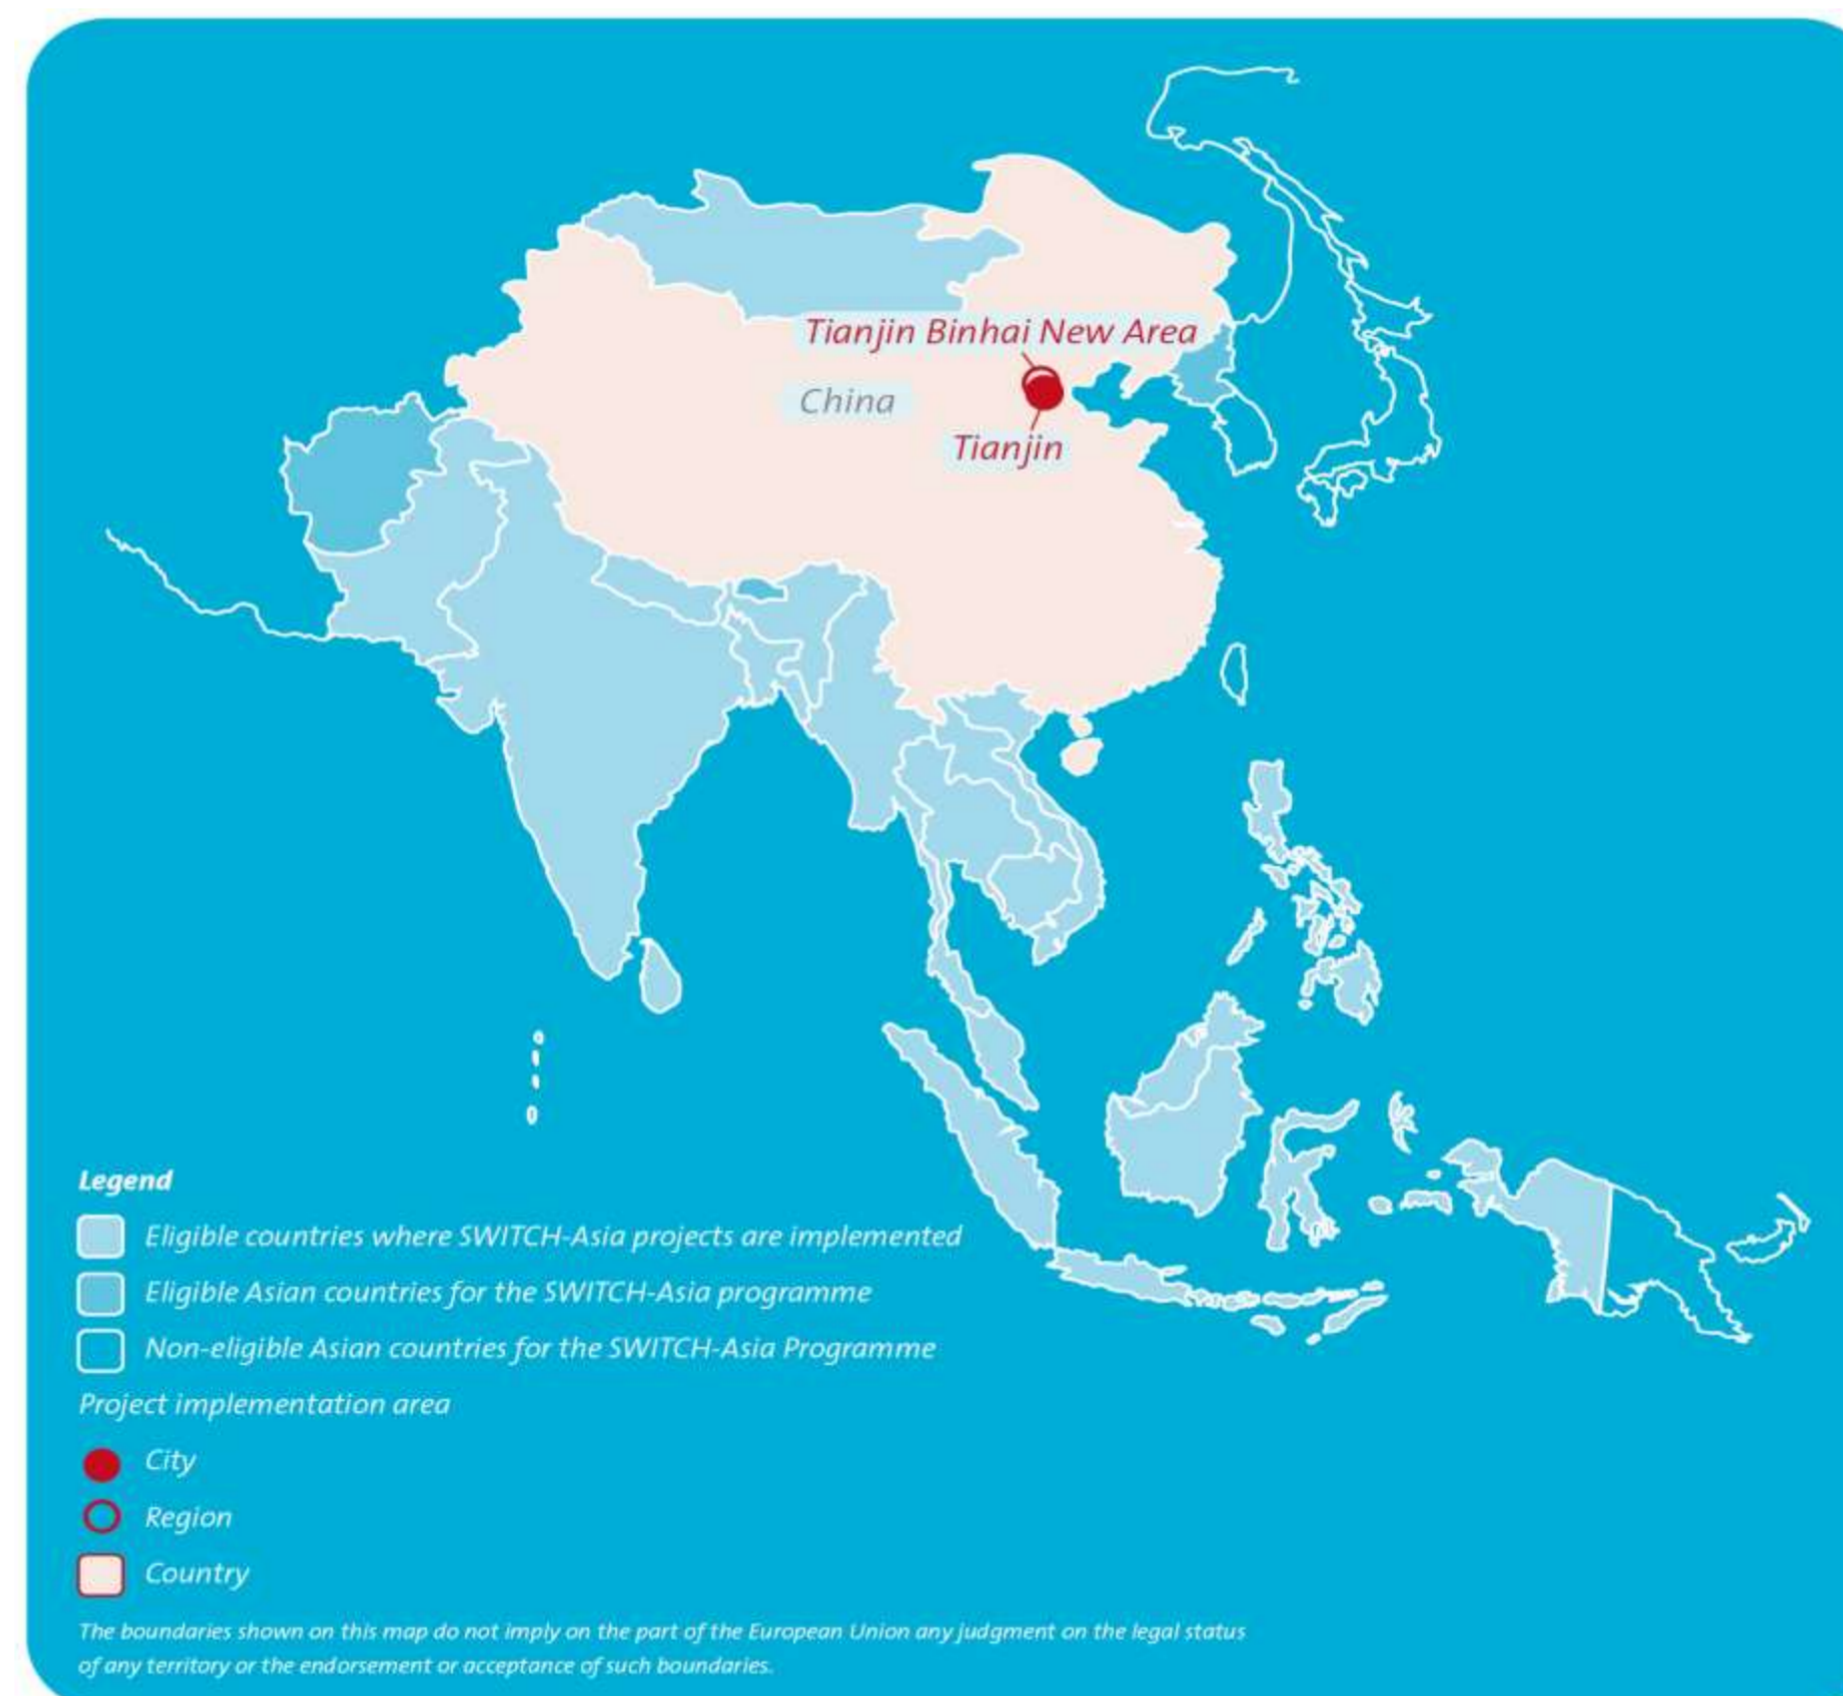 Tianjin Binhai New Area
China
Tianjin
Legend
Eligible countries where SWITCH-Asia projects are implemented
Eligible Asian countries for the SWITCH-Asia programme
Non-eligible Asian countries for the SWITCH-Asia Programme
Project implementation area
City
Region
Country
The boundaries shown on this map do not imply on the part of the European Union any judgment on the legal status
of any territory or the endorsement or acceptance of such boundaries.